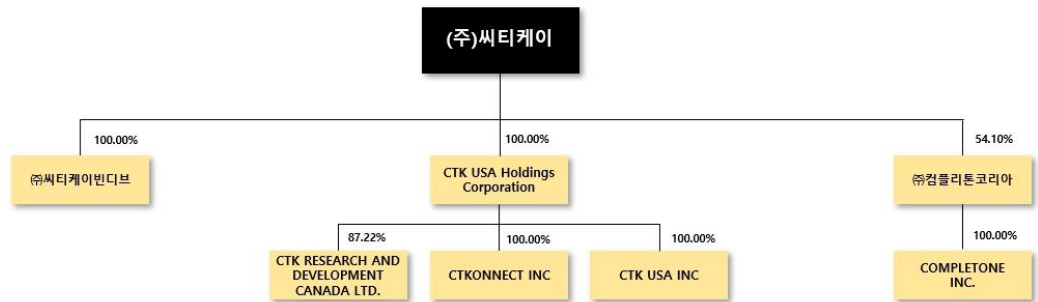 (주)씨티케이
100.00%
100.00%
54.10%
㈜씨티케이빈디브
CTK USA Holdings
Corporation
㈜컴플리톤코리아
87.22%
100.00%
100.00%
100.00%
CTK RESEARCH AND
DEVELOPMENT
CANADA LTD.
CTKONNECT INC
CTK USA INC
COMPLETONE
INC.